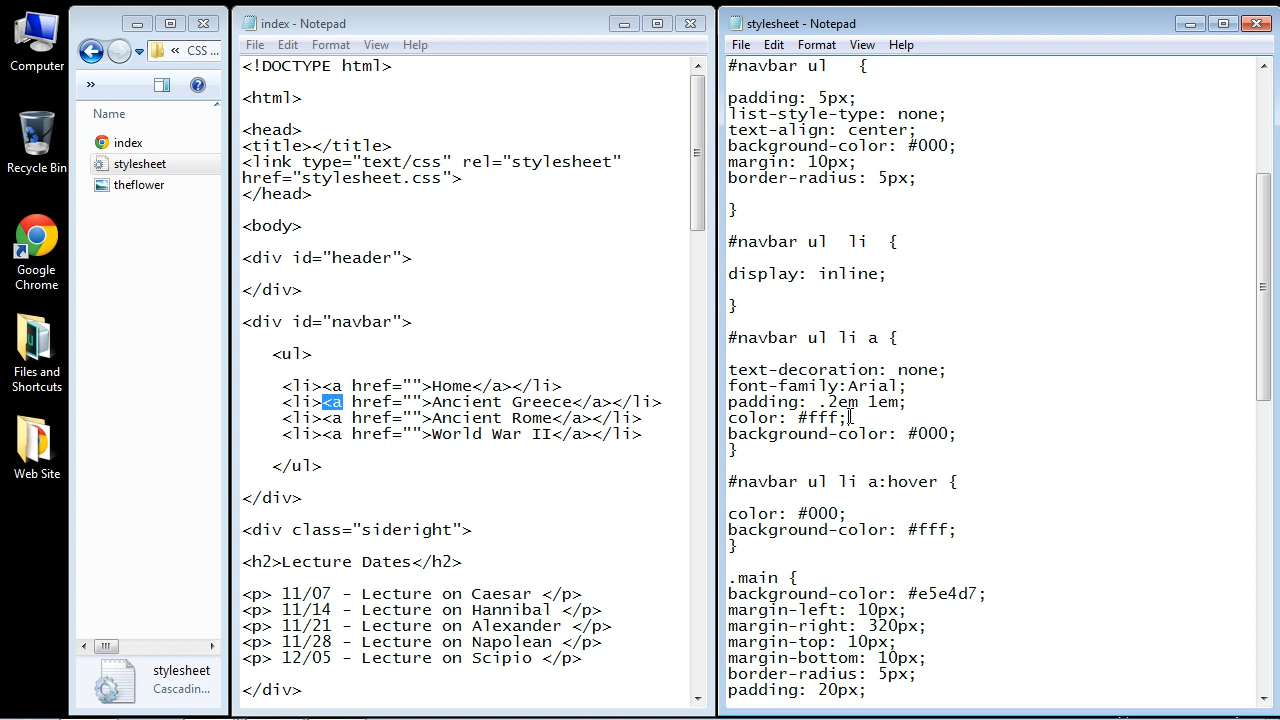 Computer
Recycle Bin
Google
Chrome
Files and
Shortcuts
Web Site
« CSS ...
»
Name
index
stylesheet
theflower
stylesheet
Cascadin...
index - Notepad
File Edit Format View Help
<!DOCTYPE html>
<html>
<head>
<title></title>
<link type="text/css" rel="stylesheet"
href="stylesheet.css">
</head>
<body>
<div id="header">
</div>
<div id="navbar">
<ul>
<li><a href="">Home</a></li>
<li><a href="">Ancient Greece</a></li>
<li><a href="">Ancient Rome</a></li>
<li><a href="">World War II</a></li>
</ul>
</div>
<div class="sideright">
<h2>Lecture Dates</h2>
<p> 11/07 - Lecture on Caesar </p>
<p> 11/14 - Lecture on Hannibal </p>
<p> 11/21 - Lecture on Alexander </p>
<p> 11/28 - Lecture on Napolean </p>
<p> 12/05 - Lecture on Scipio </p>
</div>
stylesheet - Notepad
File Edit Format View Help
#navbar ul {
padding: 5px;
list-style-type: none;
text-align: center;
background-color: #000;
margin: 10px;
border-radius: 5px;
}
#navbar ul li {
display: inline;
}
#navbar ul li a {
text-decoration: none;
font-family:Arial;
padding: .2em 1em;
color: #fff;
background-color: #000;
}
#navbar ul li a:hover {
color: #000;
background-color: #fff;
}
.main {
background-color: #e5e4d7;
margin-left: 10px;
margin-right: 320px;
margin-top: 10px;
margin-bottom: 10px;
border-radius: 5px;
padding: 20px;